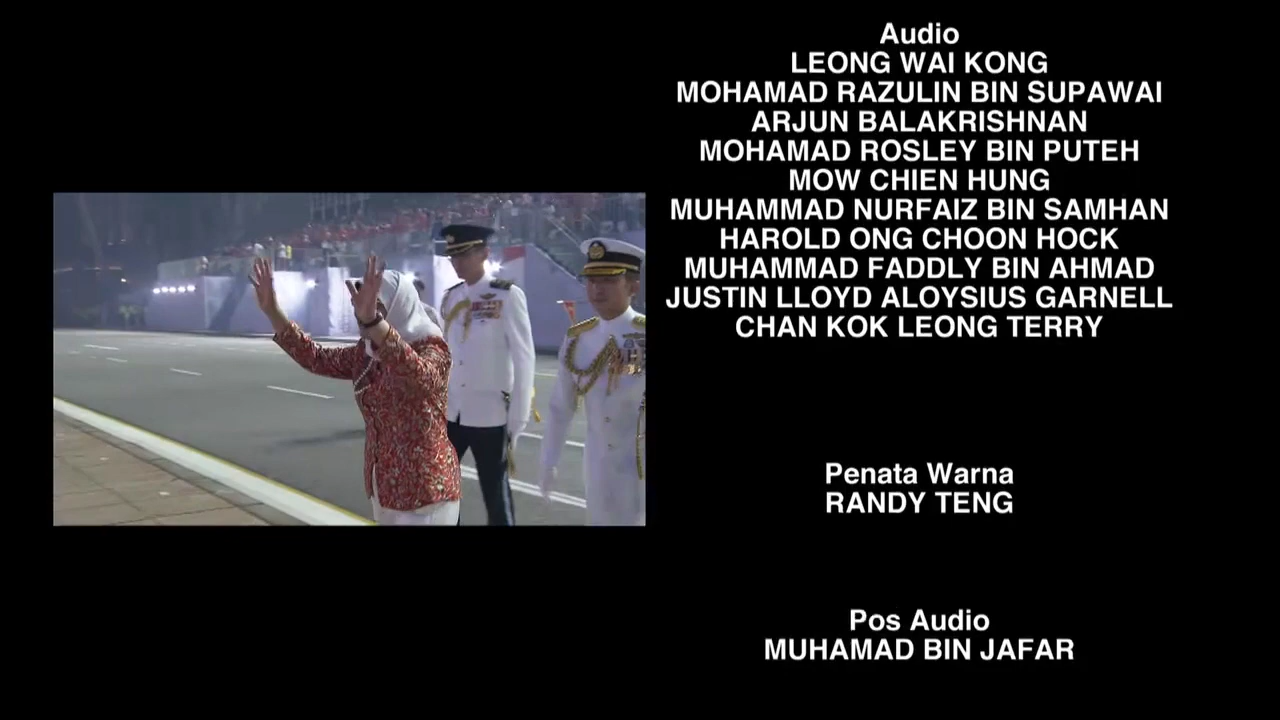 Audio
LEONG WAI KONG
MOHAMAD RAZULIN BIN SUPAWAI
ARJUN BALAKRISHNAN
MOHAMAD ROSLEY BIN PUTEH
MOW CHIEN HUNG
MUHAMMAD NURFAIZ BIN SAMHAN
HAROLD ONG CHOON HOCK
MUHAMMAD FADDLY BIN AHMAD
JUSTIN LLOYD ALOYSIUS GARNELL
CHAN KOK LEONG TERRY
Penata Warna
RANDY TENG
Pos Audio
MUHAMAD BIN JAFAR